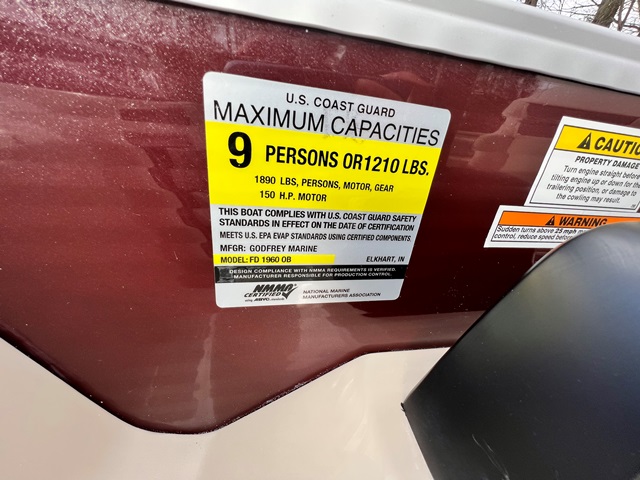 U.S. COAST GUARD
MAXIMUM CAPACITIES
9 PERSONS OR 1210 LBS.
1890 LBS, PERSONS, MOTOR, GEAR
150 H.P. MOTOR
THIS BOAT COMPLIES WITH U.S. COAST GUARD SAFETY
STANDARDS IN EFFECT ON THE DATE OF CERTIFICATION
MEETS U.S. EPA EVAP STANDARDS USING CERTIFIED COMPONENTS
MFGR: GODFREY MARINE
MODEL: FD 1960 OB ELKHART, IN
DESIGN COMPLIANCE WITH NMMA REQUIREMENTS IS VERIFIED.
MANUFACTURER RESPONSIBLE FOR PRODUCTION CONTROL.
NMMA
CERTIFIED
NATIONAL MARINE
MANUFACTURERS ASSOCIATION
CAUTIO
PROPERTY DAMAGE
Turn engine straight before
tilting engine up or down for
trailering position, or damage to
the cowling may result.
WARNING
Sudden turns above 25 mph
control, reduce speed before